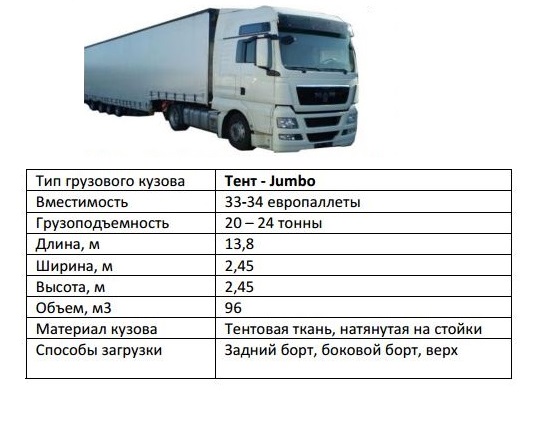 Тип грузового кузова Тент - Jumbo
Вместимость 33-34 европаллеты
Грузоподъемность 20 – 24 тонны
Длина, м 13,8
Ширина, м 2,45
Высота, м 2,45
Объем, м3 96
Материал кузова Тентовая ткань, натянутая на стойки
Способы загрузки Задний борт, боковой борт, верх